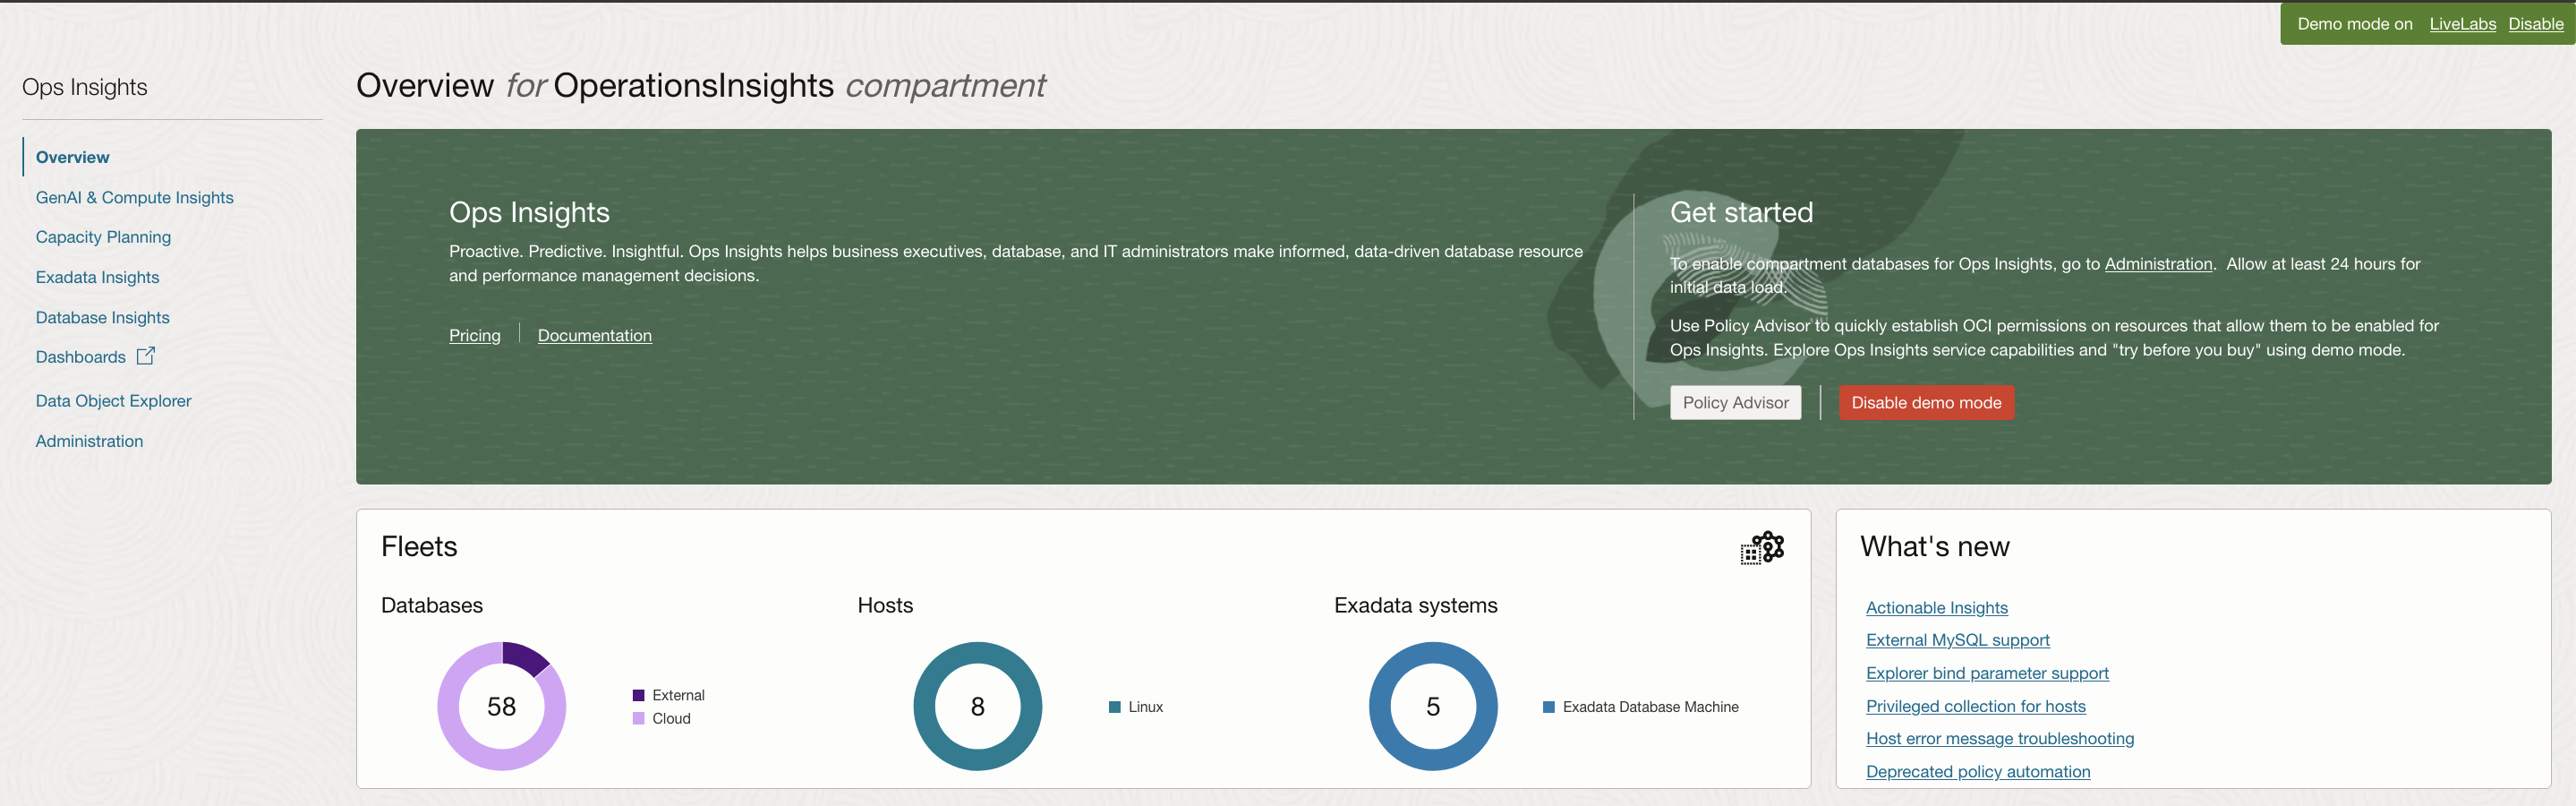 Demo mode on LiveLabs Disable
Ops Insights
Overview
GenAI & Compute Insights
Capacity Planning
Exadata Insights
Database Insights
Dashboards
Data Object Explorer
Administration
Overview for OperationsInsights compartment
Ops Insights
Proactive. Predictive. Insightful. Ops Insights helps business executives, database, and IT administrators make informed, data-driven database resource
and performance management decisions.
Pricing Documentation
Get started
To enable compartment databases for Ops Insights, go to Administration. Allow at least 24 hours for
initial data load.
Use Policy Advisor to quickly establish OCI permissions on resources that allow them to be enabled for
Ops Insights. Explore Ops Insights service capabilities and "try before you buy" using demo mode.
Policy Advisor Disable demo mode
Fleets
Databases
58
External
Cloud
Hosts
8
Linux
Exadata systems
5
Exadata Database Machine
What's new
Actionable Insights
External MySQL support
Explorer bind parameter support
Privileged collection for hosts
Host error message troubleshooting
Deprecated policy automation